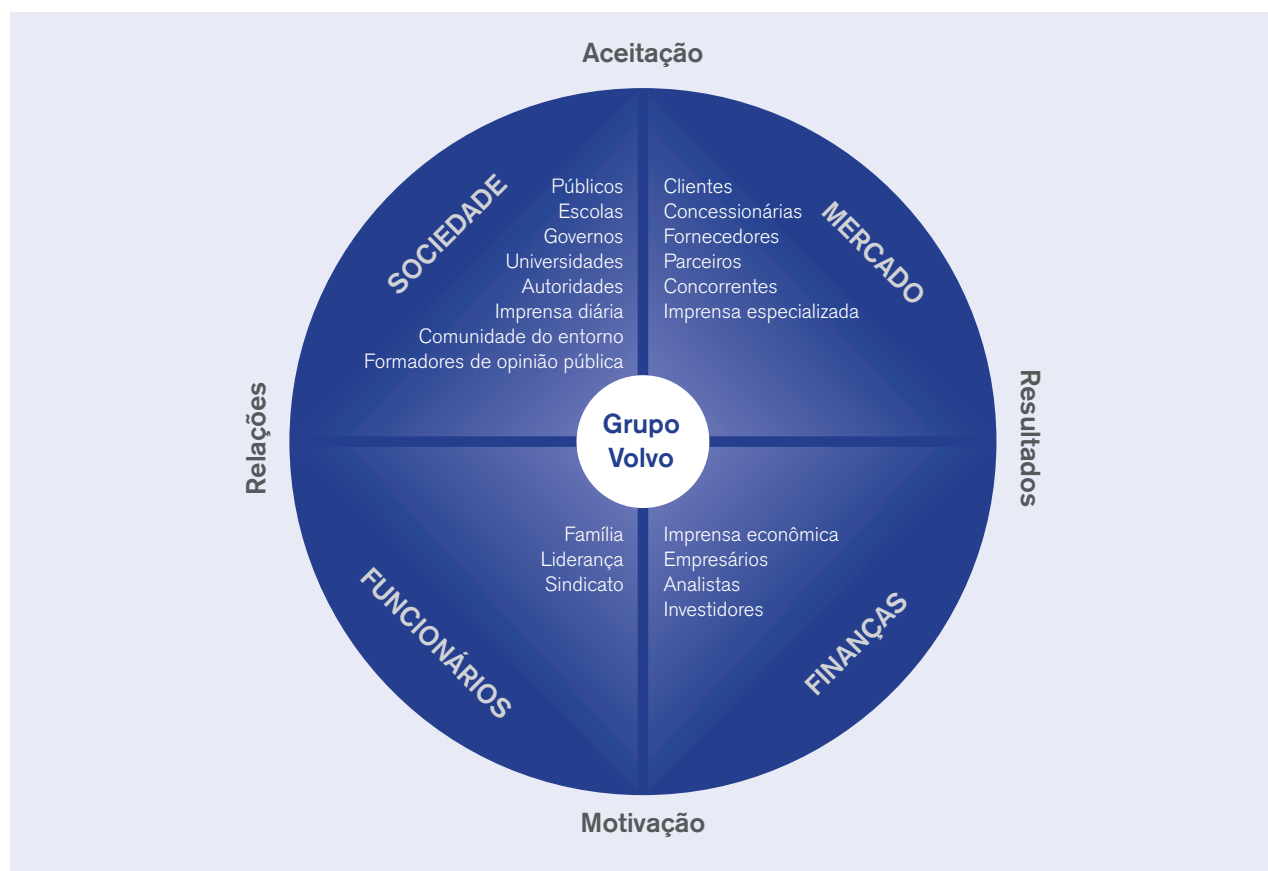 Aceitação
SOCIEDADE
Públicos
Escolas
Governos
Universidades
Autoridades
Imprensa diária
Comunidade do entorno
Formadores de opinião pública
MERCADO
Clientes
Concessionárias
Fornecedores
Parceiros
Concorrentes
Imprensa especializada
Relações
Grupo
Volvo
Resultados
FUNCIONÁRIOS
Família
Liderança
Sindicato
FINANÇAS
Imprensa econômica
Empresários
Analistas
Investidores
Motivação